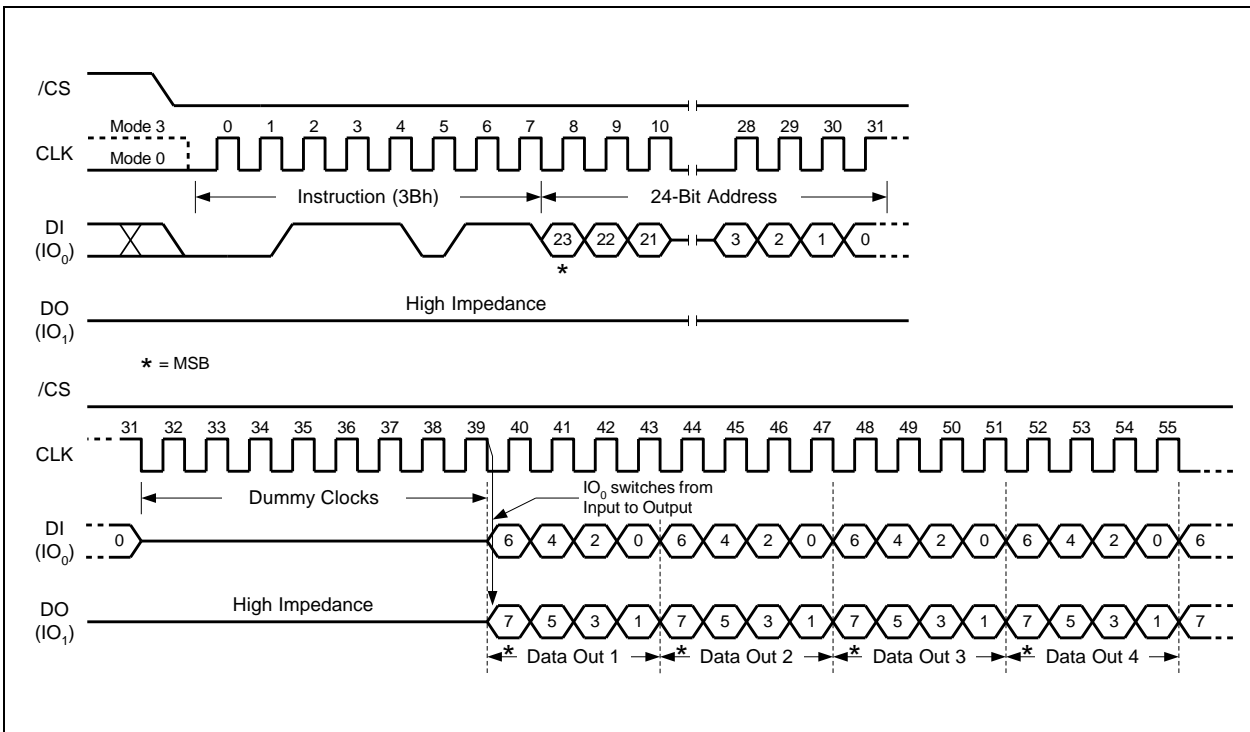 /CS
Mode 3 0 1 2 3 4 5 6 7 8 9 10 28 29 30 31
CLK Mode 0
Instruction (3Bh) 24-Bit Address
DI
(IO0) 23 22 21 3 2 1 0
*
High Impedance
DO
(IO1)
* = MSB
/CS
31 32 33 34 35 36 37 38 39 40 41 42 43 44 45 46 47 48 49 50 51 52 53 54 55
CLK
Dummy Clocks
IO0 switches from
Input to Output
DI
(IO0) 0 6 4 2 0 6 4 2 0 6 4 2 0 6 4 2 0 6
High Impedance
DO
(IO1) 7 5 3 1 7 5 3 1 7 5 3 1 7 5 3 1 7
* Data Out 1 * Data Out 2 * Data Out 3 * Data Out 4